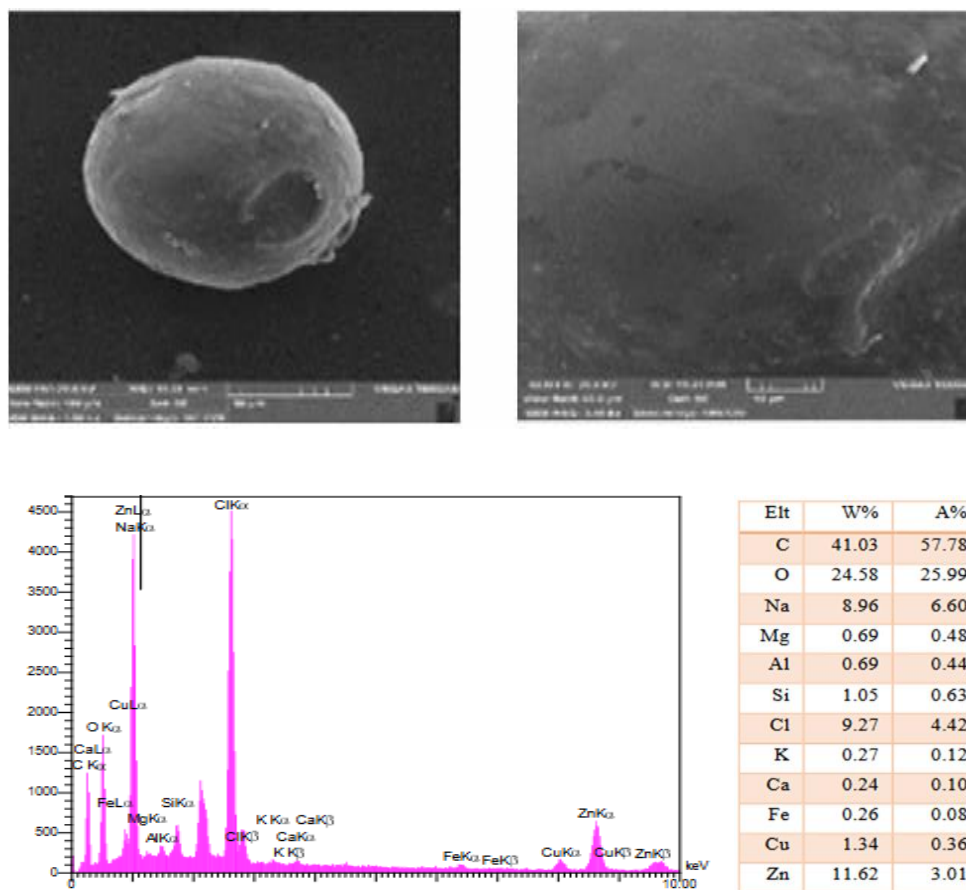 4500
4000
3500
3000
2500
2000
1500
1000
500
0
ZnLα
NaKα
ClKα
CuLα
O Kα
CaLα
C Kα
FeLα
MgKα
AlKα
SiKα
ClKβ
K Kα
K Kβ
CaKα
CaKβ
FeKα
FeKβ
CuKα
ZnKα
CuKβ
ZnKβ
keV
0
10.00
Elt W% A%
C 41.03 57.78
O 24.58 25.99
Na 8.96 6.60
Mg 0.69 0.48
Al 0.69 0.44
Si 1.05 0.63
Cl 9.27 4.42
K 0.27 0.12
Ca 0.24 0.10
Fe 0.26 0.08
Cu 1.34 0.36
Zn 11.62 3.01